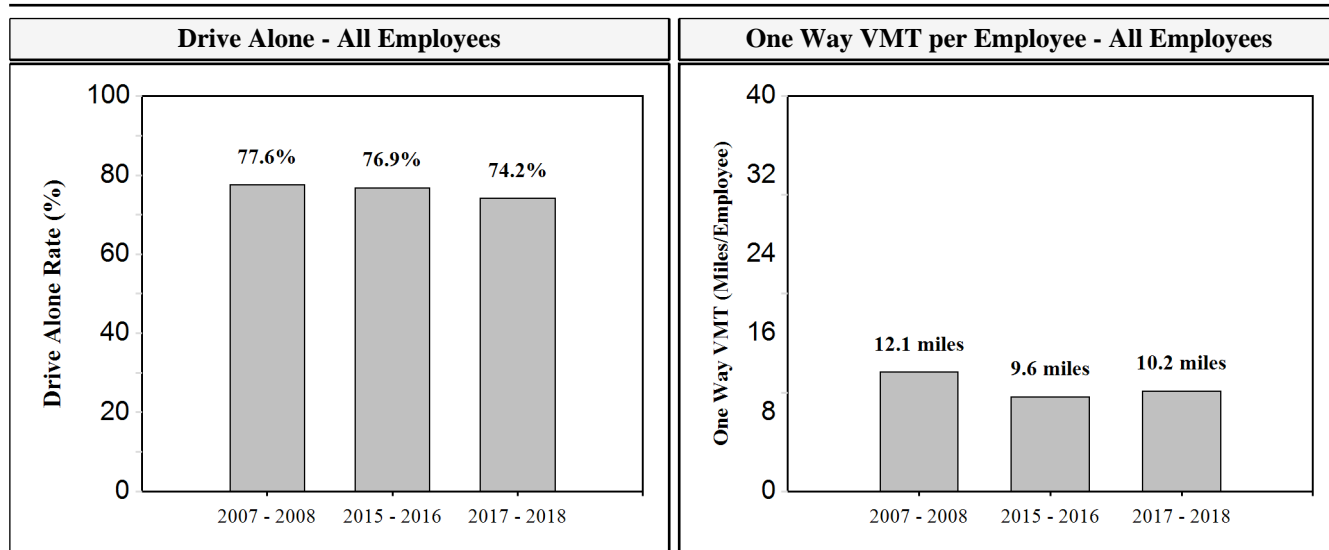 Drive Alone - All Employees
One Way VMT per Employee - All Employees
Drive Alone Rate (%)
100
80
60
40
20
0
77.6%
76.9%
74.2%
2007 - 2008
2015 - 2016
2017 - 2018
One Way VMT (Miles/Employee)
40
32
24
16
8
0
12.1 miles
9.6 miles
10.2 miles
2007 - 2008
2015 - 2016
2017 - 2018